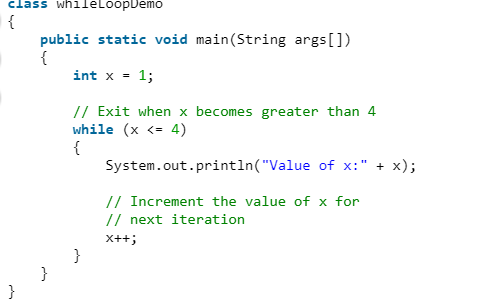 class whileLoopDemo
{
    public static void main(String args[])
    {
        int x = 1;

        // Exit when x becomes greater than 4
        while (x <= 4)
        {
            System.out.println("Value of x:" + x);

            // Increment the value of x for
            // next iteration
            x++;
        }
    }
}